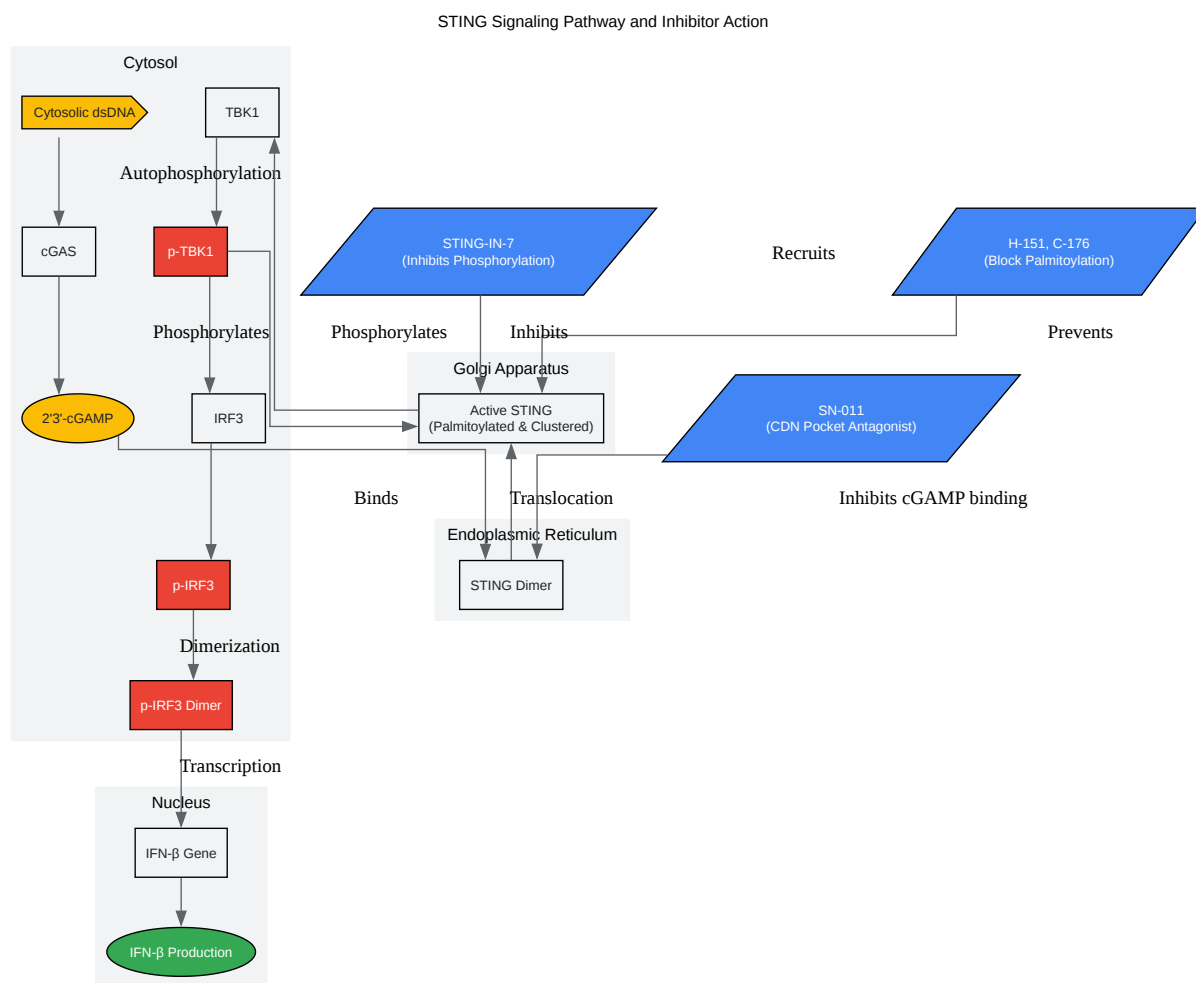 STING Signaling Pathway and Inhibitor Action
Cytosol
Cytosolic dsDNA
TBK1
Autophosphorylation
cGAS
p-TBK1
STING-IN-7
(Inhibits Phosphorylation)
Recruits
H-151, C-176
(Block Palmitoylation)
Phosphorylates
Phosphorylates
Inhibits
Prevents
Golgi Apparatus
2'3'-cGAMP
IRF3
Active STING
(Palmitoylated & Clustered)
SN-011
(CDN Pocket Antagonist)
Binds
Translocation
Inhibits cGAMP binding
Endoplasmic Reticulum
p-IRF3
STING Dimer
Dimerization
p-IRF3 Dimer
Transcription
Nucleus
IFN-β Gene
IFN-β Production